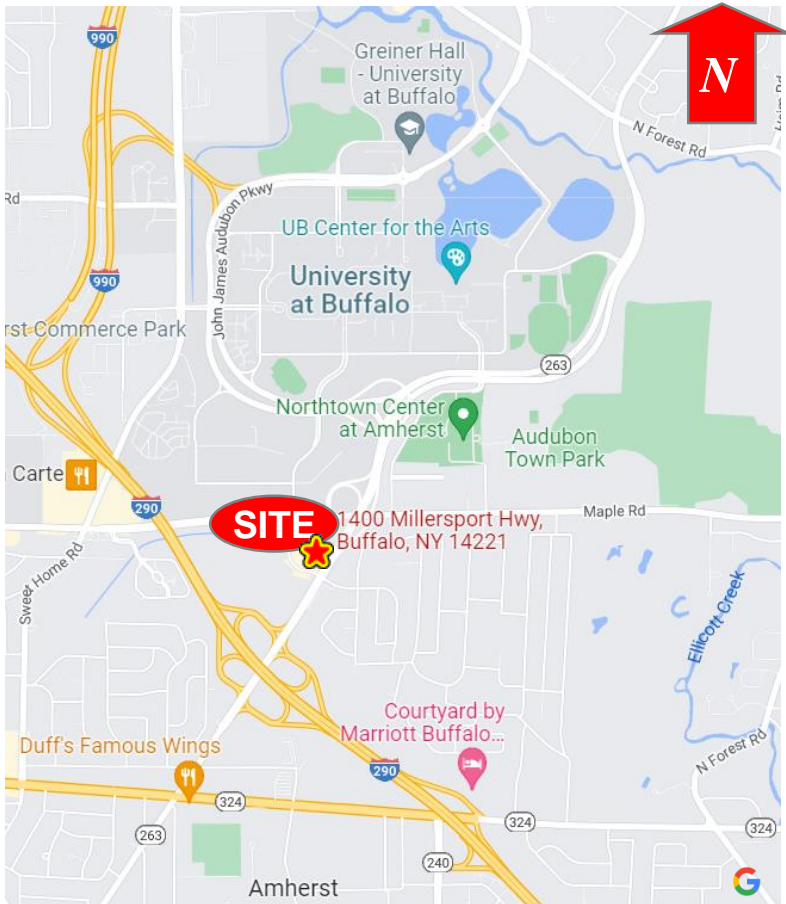 990
Greiner Hall
- University
at Buffalo
N
N Forest Rd
Rd
John James Audubon Pkwy
UB Center for the Arts
University
at Buffalo
990
rst Commerce Park
263
Northtown Center
at Amherst
Audubon
Town Park
Carte
290
SITE
1400 Millersport Hwy,
Buffalo, NY 14221
Maple Rd
Sweet Home Rd
Ellicott Creek
Courtyard by
Marriott Buffalo...
Duff's Famous Wings
290
N Forest Rd
324
324
324
263
240
Amherst
G